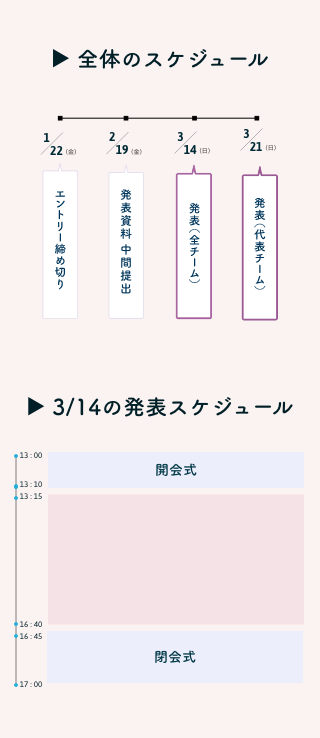 ▶ 全体のスケジュール
1/22 (金)
2/19 (金)
3/14 (日)
3/21 (日)
エントリー締め切り
発表資料 中間提出
発表(全チーム)
発表(代表チーム)
▶ 3/14の発表スケジュール
13:00
開会式
13:10
13:15
16:40
16:45
閉会式
17:00